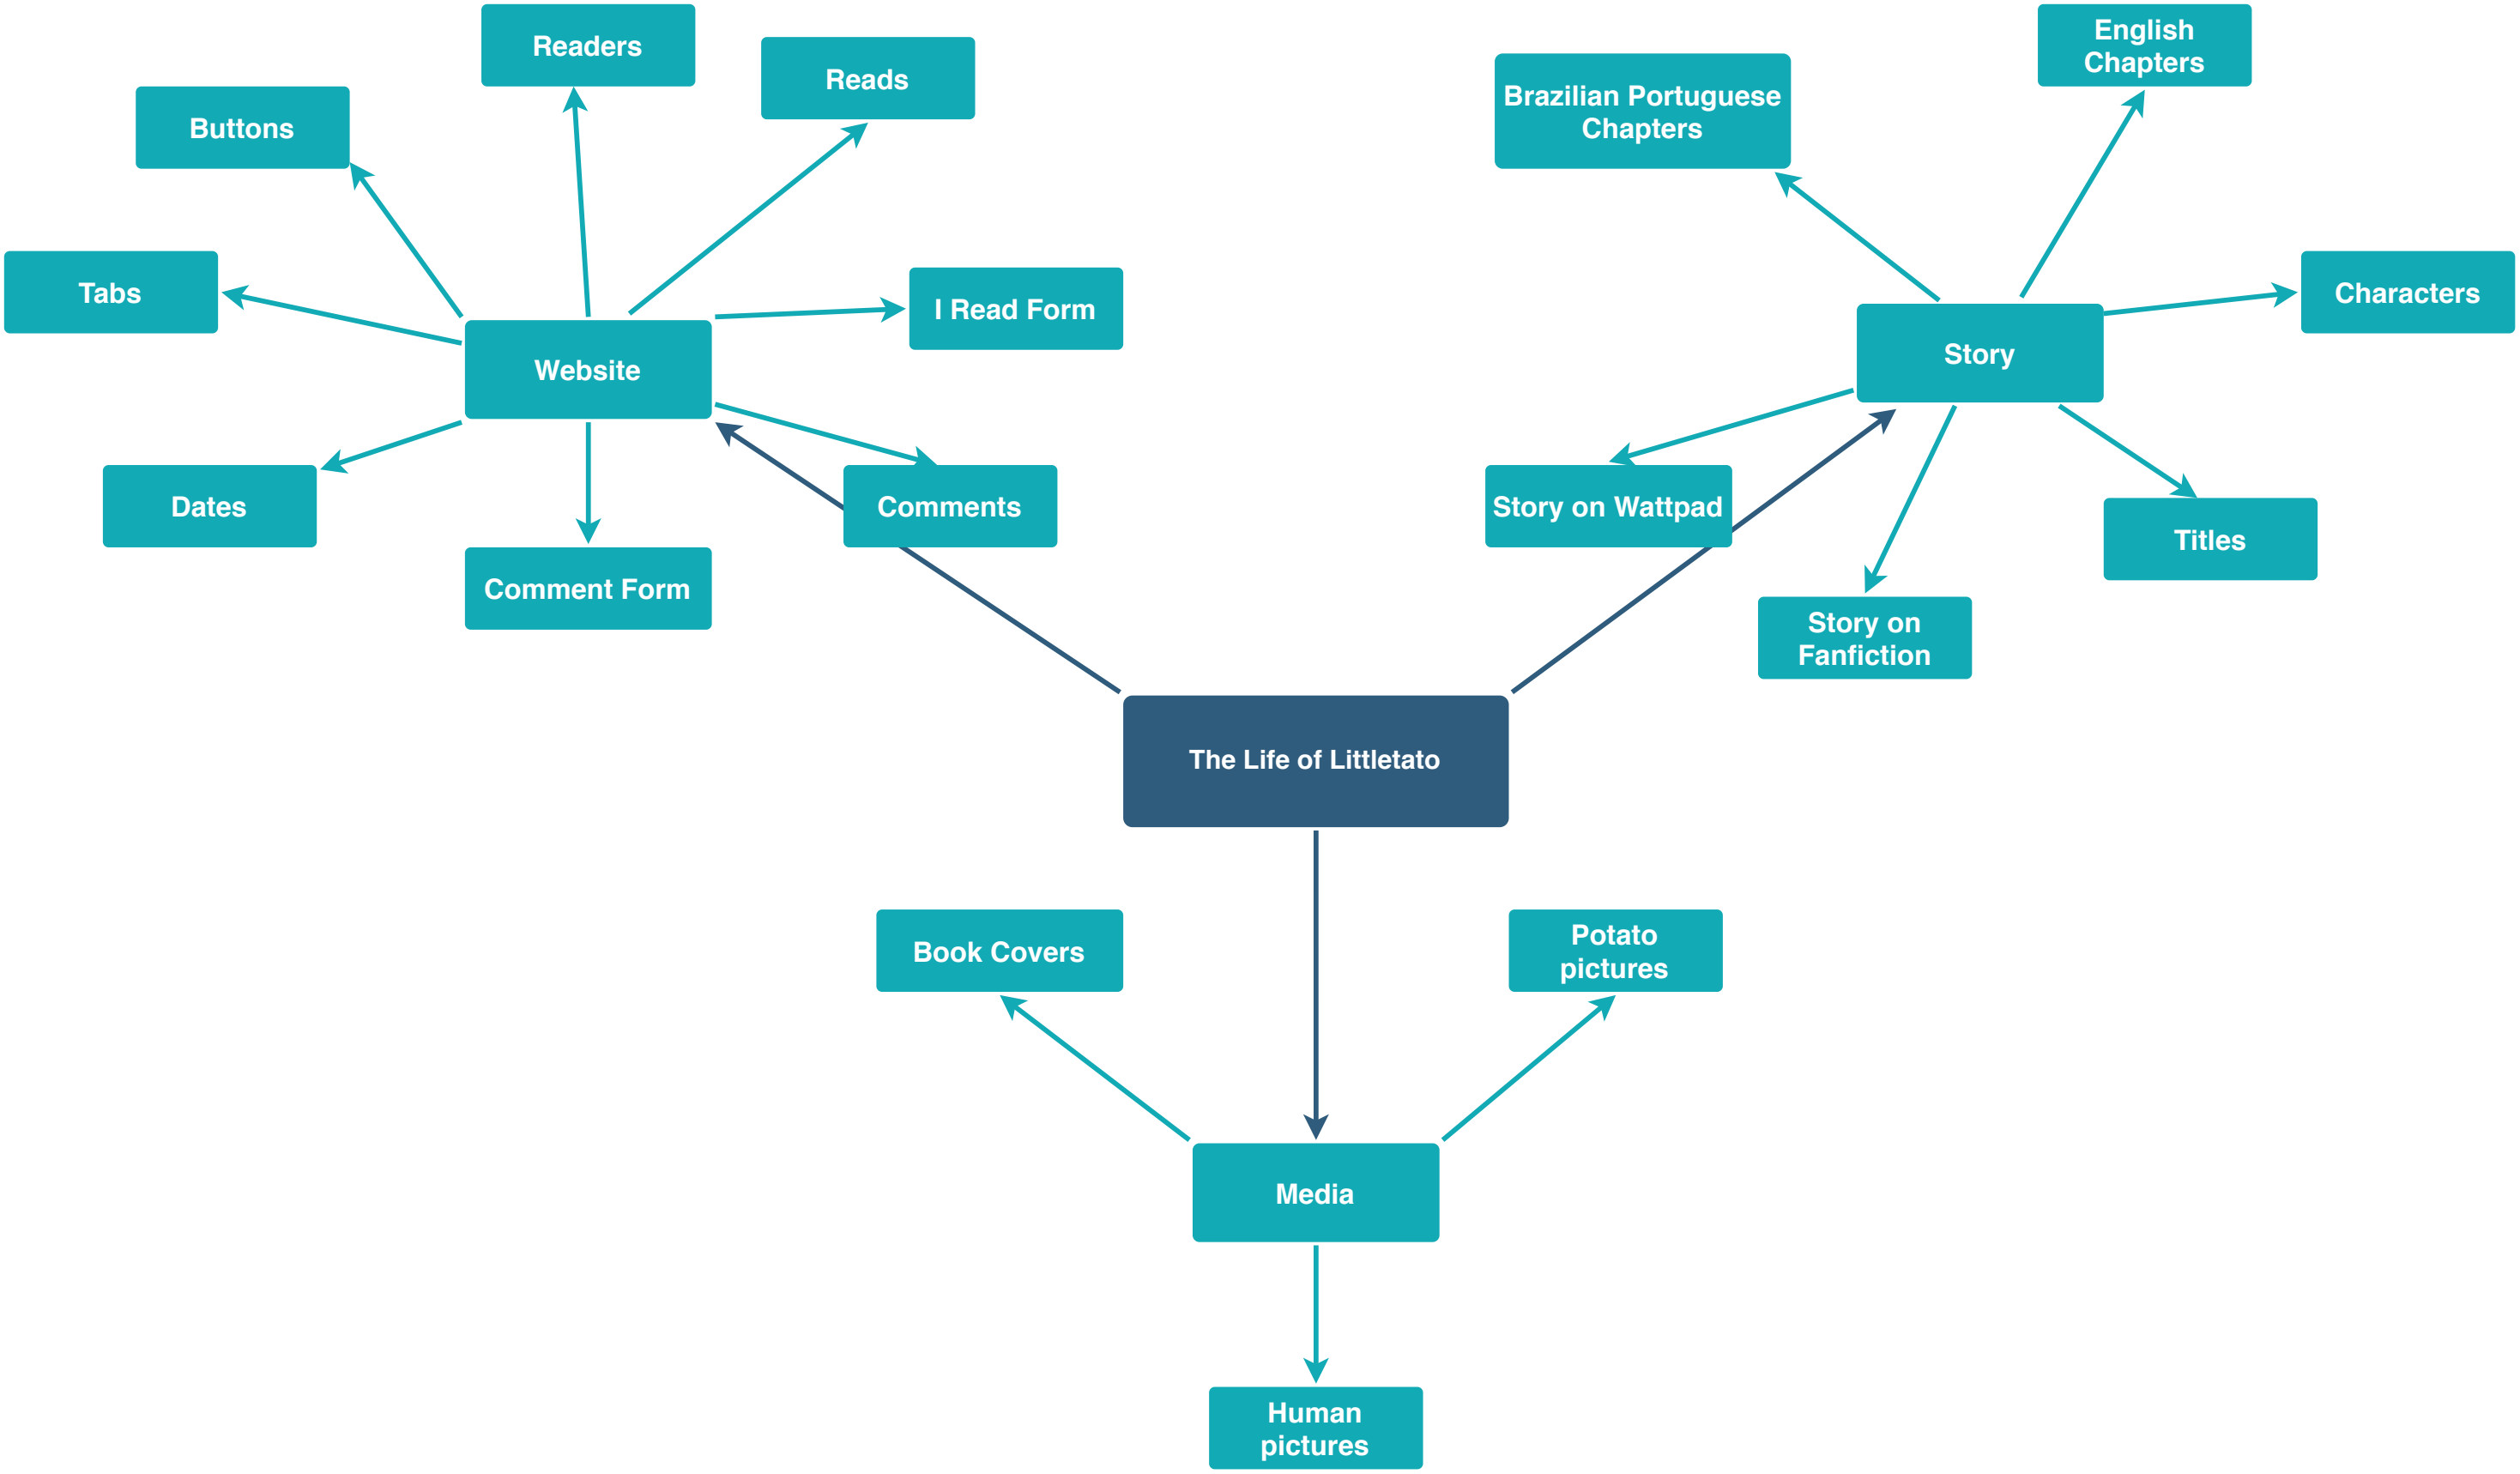 Readers
Reads
Buttons
Tabs
I Read Form
Website
Dates
Comments
Comment Form
English
Chapters
Brazilian Portuguese
Chapters
Characters
Story
Story on Wattpad
Titles
Story on
Fanfiction
The Life of Littletato
Book Covers
Potato
pictures
Media
Human
pictures